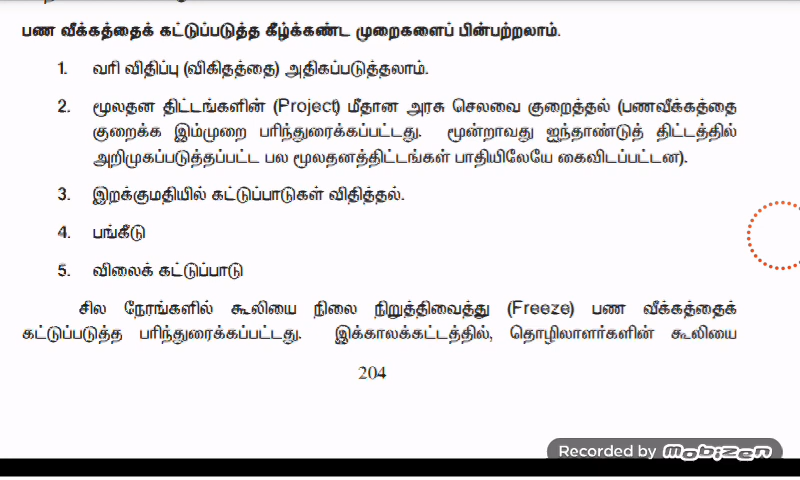 பண வீக்கத்தைக் கட்டுப்படுத்த கீழ்க்கண்ட முறைகளைப் பின்பற்றலாம்.
1. வரி விதிப்பு (விகிதத்தை) அதிகப்படுத்தலாம்.
2. மூலதன திட்டங்களின் (Project) மீதான அரசு செலவை குறைத்தல் (பணவீக்கத்தை
குறைக்க இம்முறை பரிந்துரைக்கப்பட்டது. மூன்றாவது ஐந்தாண்டுத் திட்டத்தில்
அறிமுகப்படுத்தப்பட்ட பல மூலதனத்திட்டங்கள் பாதியிலேயே கைவிடப்பட்டன).
3. இறக்குமதியில் கட்டுப்பாடுகள் விதித்தல்.
4. பங்கீடு
5. விலைக் கட்டுப்பாடு
சில நேரங்களில் கூலியை நிலை நிறுத்திவைத்து (Freeze) பண வீக்கத்தைக்
கட்டுப்படுத்த பரிந்துரைக்கப்பட்டது. இக்காலக்கட்டத்தில், தொழிலாளர்களின் கூலியை
204
Recorded by mobizen